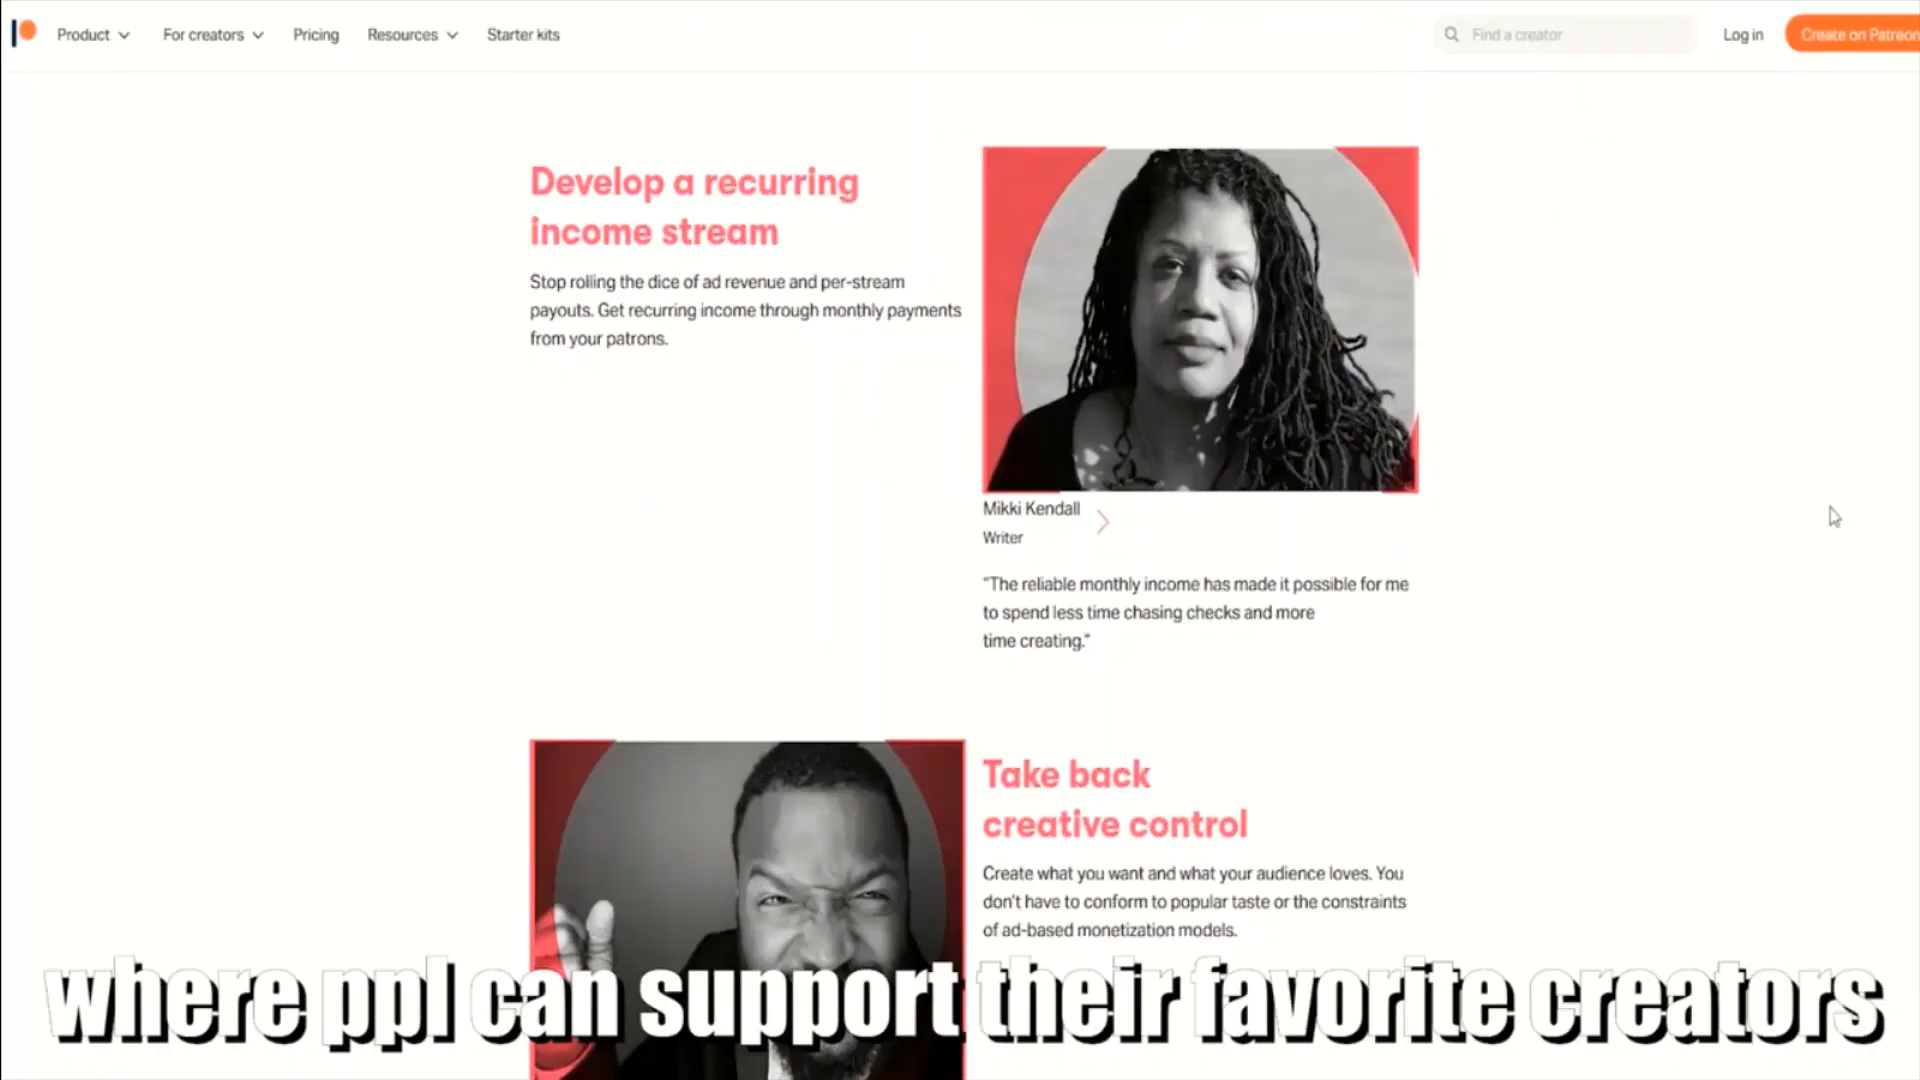 Product
For creators
Pricing
Resources
Starter kits
Find a creator
Log in
Create on Patreon
Develop a recurring
income stream
Stop rolling the dice of ad revenue and per-stream
payouts. Get recurring income through monthly payments
from your patrons.
Mikki Kendall
Writer
“The reliable monthly income has made it possible for me
to spend less time chasing checks and more
time creating.”
Take back
creative control
Create what you want and what your audience loves. You
don't have to conform to popular taste or the constraints
of ad-based monetization models.
where ppl can support their favorite creators